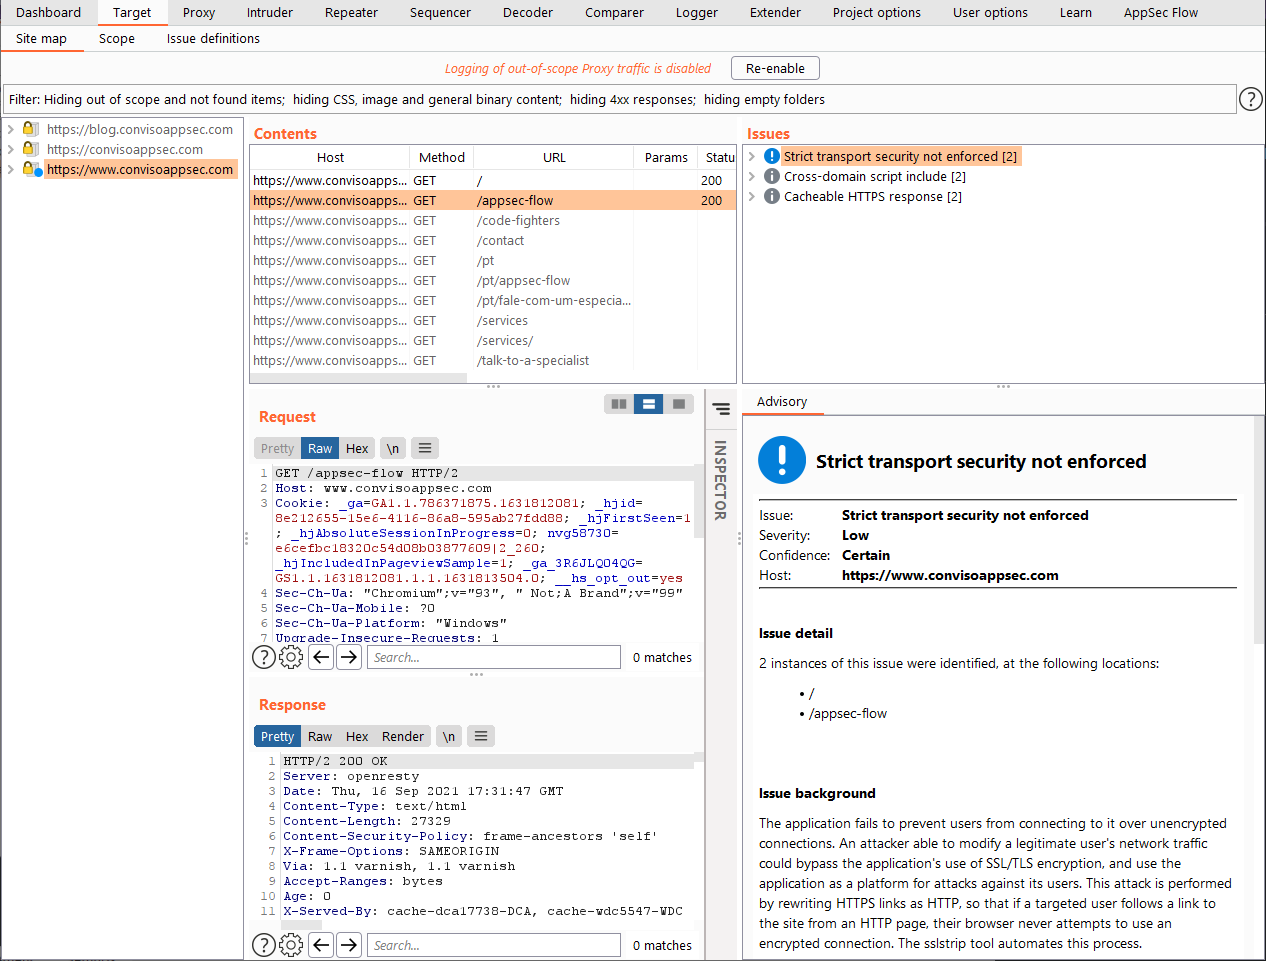 Dashboard Target Proxy Intruder Repeater Sequencer Decoder Comparer Logger Extender Project options User options Learn AppSec Flow
Site map Scope Issue definitions
Logging of out-of-scope Proxy traffic is disabled Re-enable
Filter: Hiding out of scope and not found items; hiding CSS, image and general binary content; hiding 4xx responses; hiding empty folders ?
https://blog.convisoappsec.com
https://convisoappsec.com
https://www.convisoappsec.com
Contents
Host Method URL Params Statu
https://www.convisoapps... GET / 200
https://www.convisoapps... GET /appsec-flow 200
https://www.convisoapps... GET /code-fighters
https://www.convisoapps... GET /contact
https://www.convisoapps... GET /pt
https://www.convisoapps... GET /pt/appsec-flow
https://www.convisoapps... GET /pt/fale-com-um-especia...
https://www.convisoapps... GET /services
https://www.convisoapps... GET /services/
https://www.convisoapps... GET /talk-to-a-specialist
Issues
Strict transport security not enforced [2]
Cross-domain script include [2]
Cacheable HTTPS response [2]
Request
Pretty Raw Hex \n
1 GET /appsec-flow HTTP/2
2 Host: www.convisoappsec.com
3 Cookie: _ga=GA1.1.786371875.1631812081; _hjid=
8e212655-15e6-4116-86a8-595ab27fdd88; _hjFirstSeen=1
; _hjAbsoluteSessionInProgress=0; nvg58730=
e6cefbc18320c54d08b03877609|2_260;
_hjIncludedInPageviewSample=1; _ga_3R6JLQ04QG=
GS1.1.1631812081.1.1.1631813504.0; __hs_opt_out=yes
4 Sec-Ch-Ua: "Chromium";v="93", " Not;A Brand";v="99"
5 Sec-Ch-Ua-Mobile: ?0
6 Sec-Ch-Ua-Platform: "Windows"
7 Upgrade-Insecure-Requests: 1
? Search... 0 matches
INSPECTOR
Response
Pretty Raw Hex Render \n
1 HTTP/2 200 OK
2 Server: openresty
3 Date: Thu, 16 Sep 2021 17:31:47 GMT
4 Content-Type: text/html
5 Content-Length: 27329
6 Content-Security-Policy: frame-ancestors 'self'
7 X-Frame-Options: SAMEORIGIN
8 Via: 1.1 varnish, 1.1 varnish
9 Accept-Ranges: bytes
10 Age: 0
11 X-Served-By: cache-dca17738-DCA, cache-wdc5547-WDC
? Search... 0 matches
Advisory
Strict transport security not enforced
Issue: Strict transport security not enforced
Severity: Low
Confidence: Certain
Host: https://www.convisoappsec.com
Issue detail
2 instances of this issue were identified, at the following locations:
• /
• /appsec-flow
Issue background
The application fails to prevent users from connecting to it over unencrypted
connections. An attacker able to modify a legitimate user's network traffic
could bypass the application's use of SSL/TLS encryption, and use the
application as a platform for attacks against its users. This attack is performed
by rewriting HTTPS links as HTTP, so that if a targeted user follows a link to
the site from an HTTP page, their browser never attempts to use an
encrypted connection. The sslstrip tool automates this process.